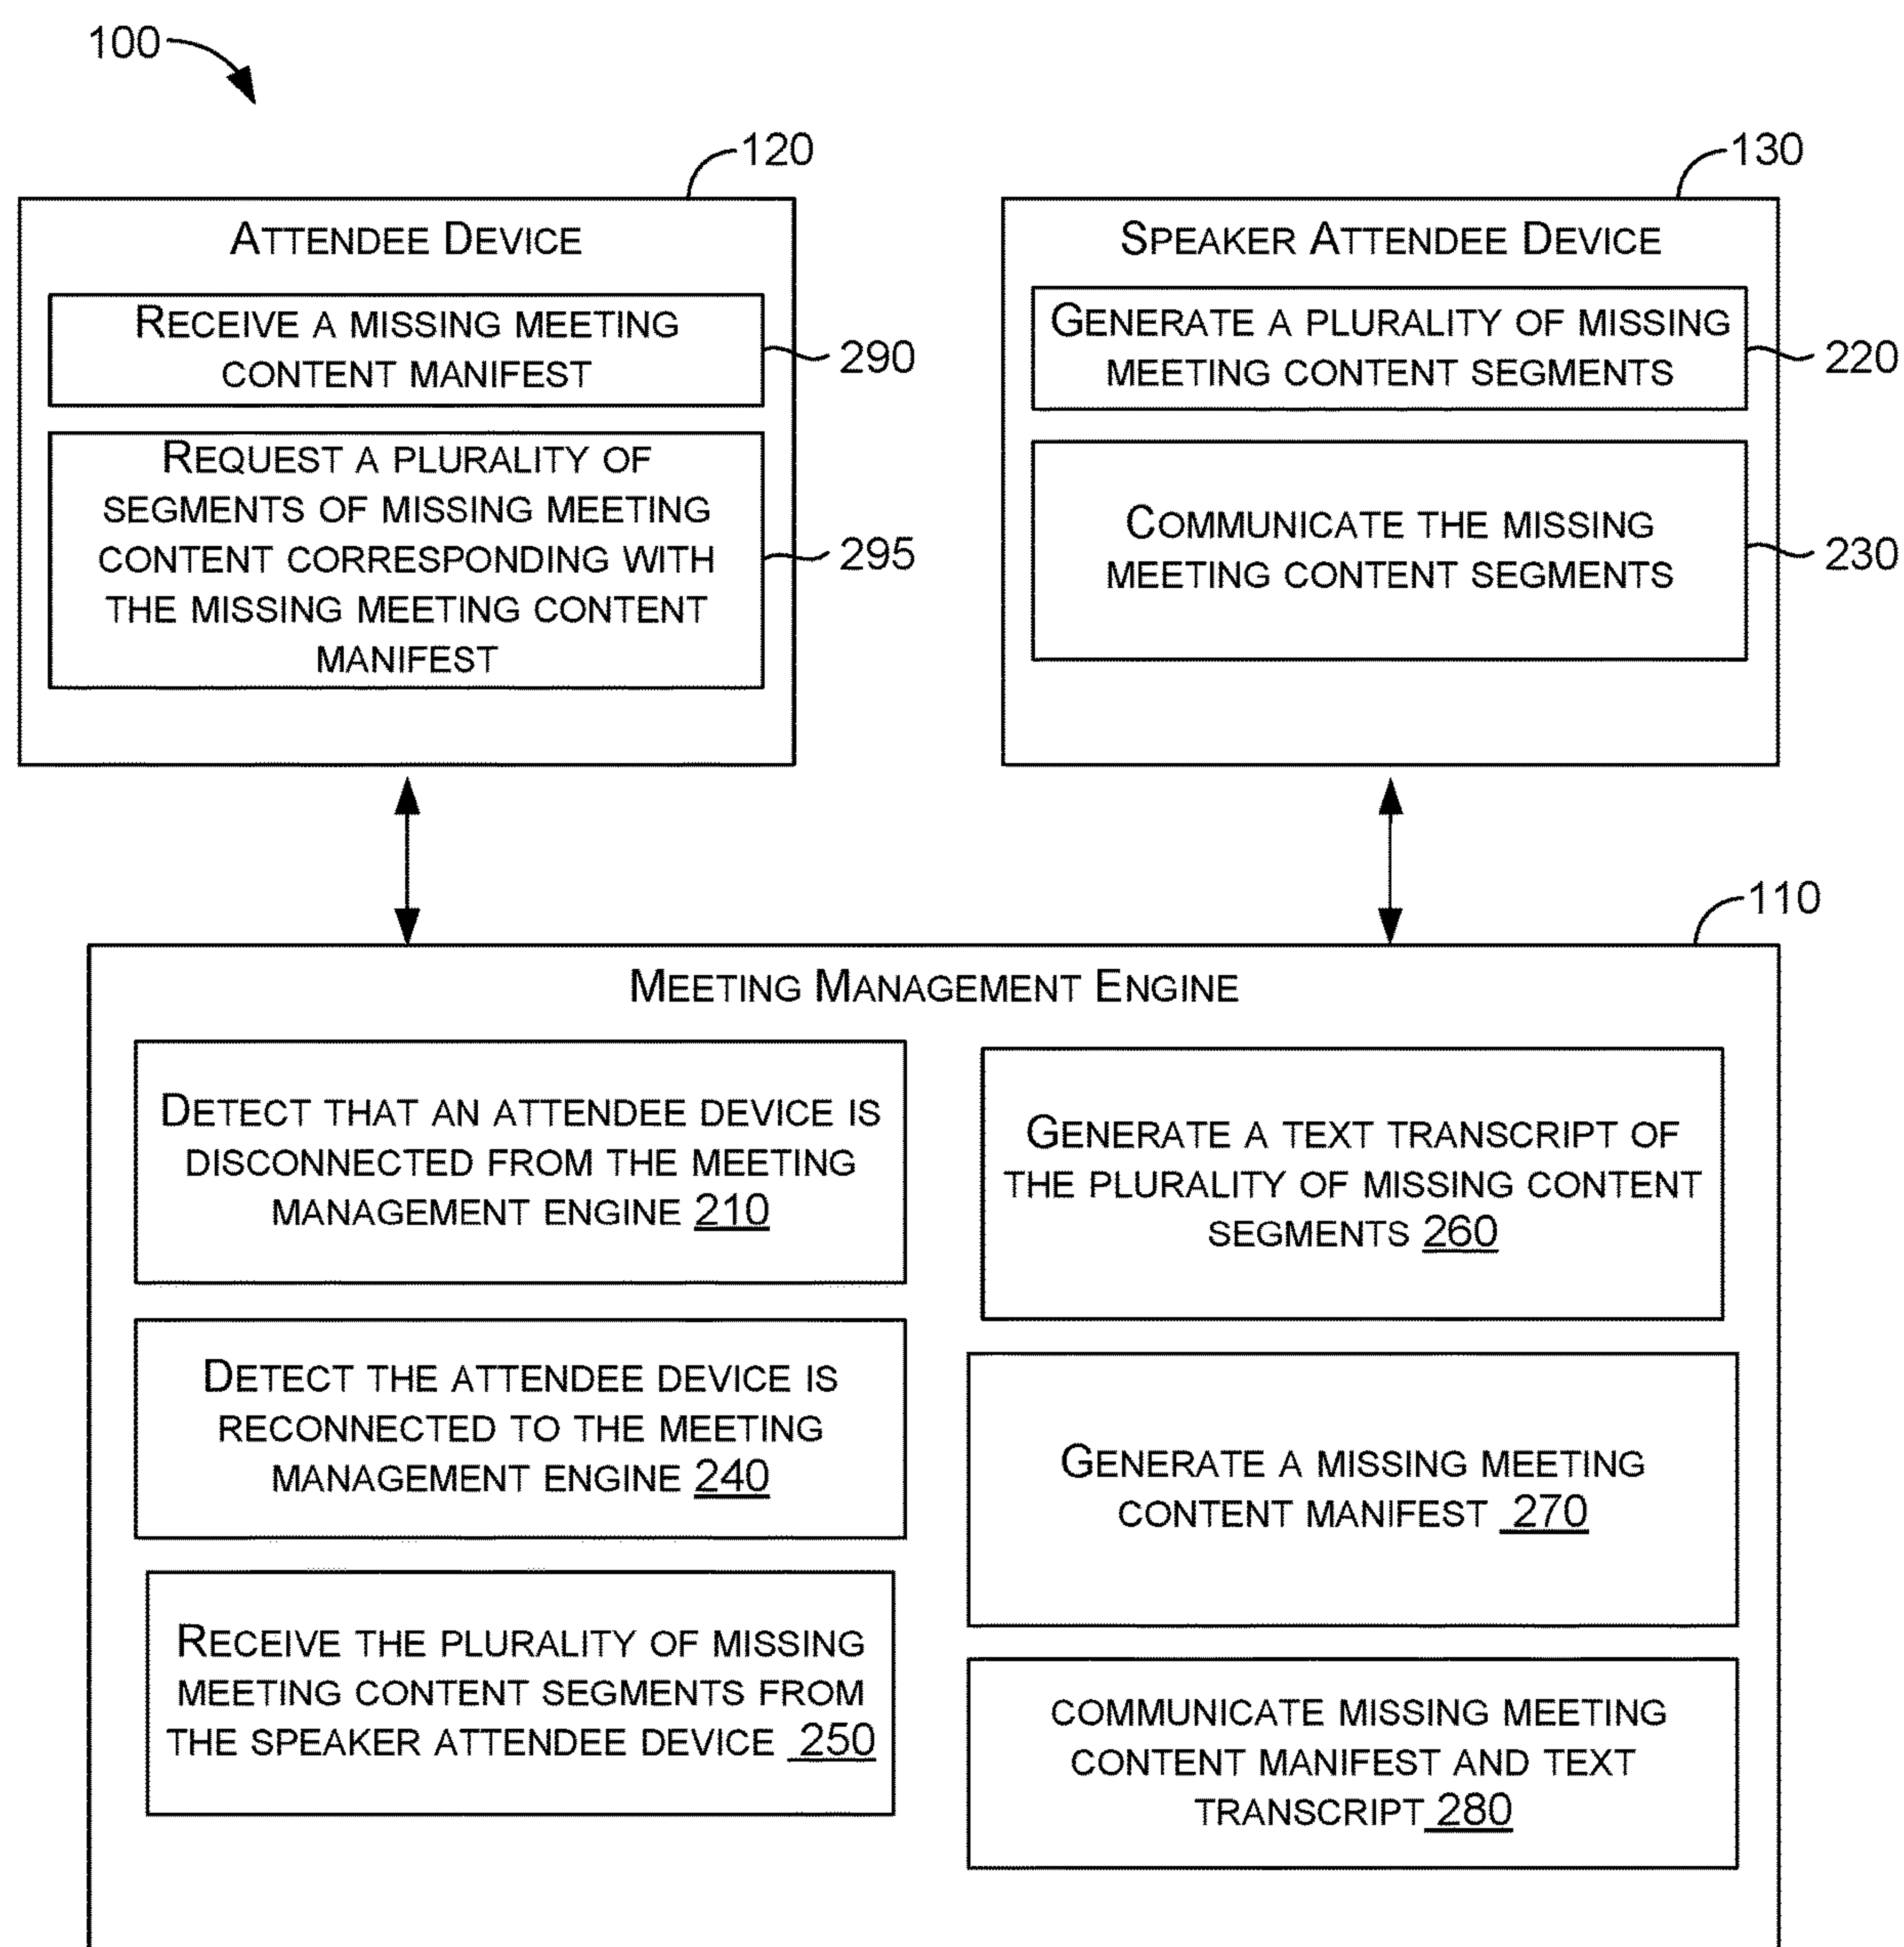 100
120
ATTENDEE DEVICE
RECEIVE A MISSING MEETING
CONTENT MANIFEST
290
REQUEST A PLURALITY OF
SEGMENTS OF MISSING MEETING
CONTENT CORRESPONDING WITH
THE MISSING MEETING CONTENT
MANIFEST
295
130
SPEAKER ATTENDEE DEVICE
GENERATE A PLURALITY OF MISSING
MEETING CONTENT SEGMENTS
220
COMMUNICATE THE MISSING
MEETING CONTENT SEGMENTS
230
110
MEETING MANAGEMENT ENGINE
DETECT THAT AN ATTENDEE DEVICE IS
DISCONNECTED FROM THE MEETING
MANAGEMENT ENGINE 210
DETECT THE ATTENDEE DEVICE IS
RECONNECTED TO THE MEETING
MANAGEMENT ENGINE 240
RECEIVE THE PLURALITY OF MISSING
MEETING CONTENT SEGMENTS FROM
THE SPEAKER ATTENDEE DEVICE 250
GENERATE A TEXT TRANSCRIPT OF
THE PLURALITY OF MISSING CONTENT
SEGMENTS 260
GENERATE A MISSING MEETING
CONTENT MANIFEST 270
COMMUNICATE MISSING MEETING
CONTENT MANIFEST AND TEXT
TRANSCRIPT 280